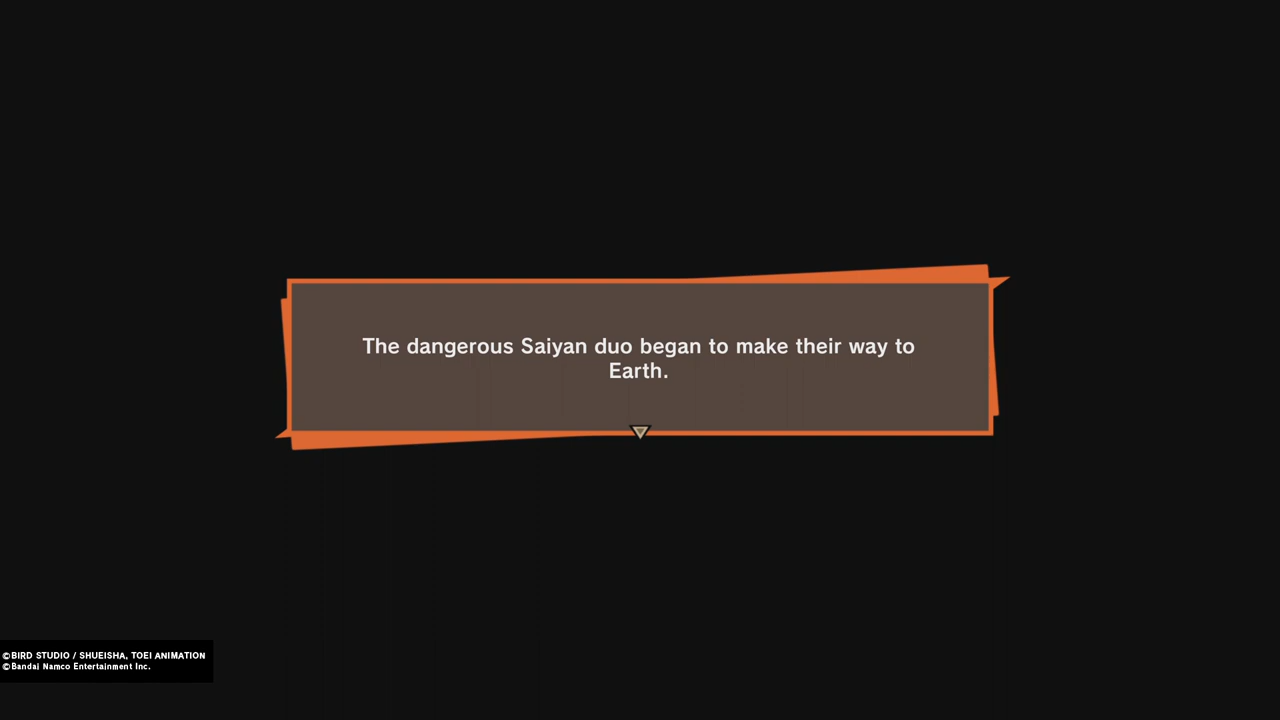 The dangerous Saiyan duo began to make their way to
Earth.
©BIRD STUDIO / SHUEISHA, TOEI ANIMATION
©Bandai Namco Entertainment Inc.